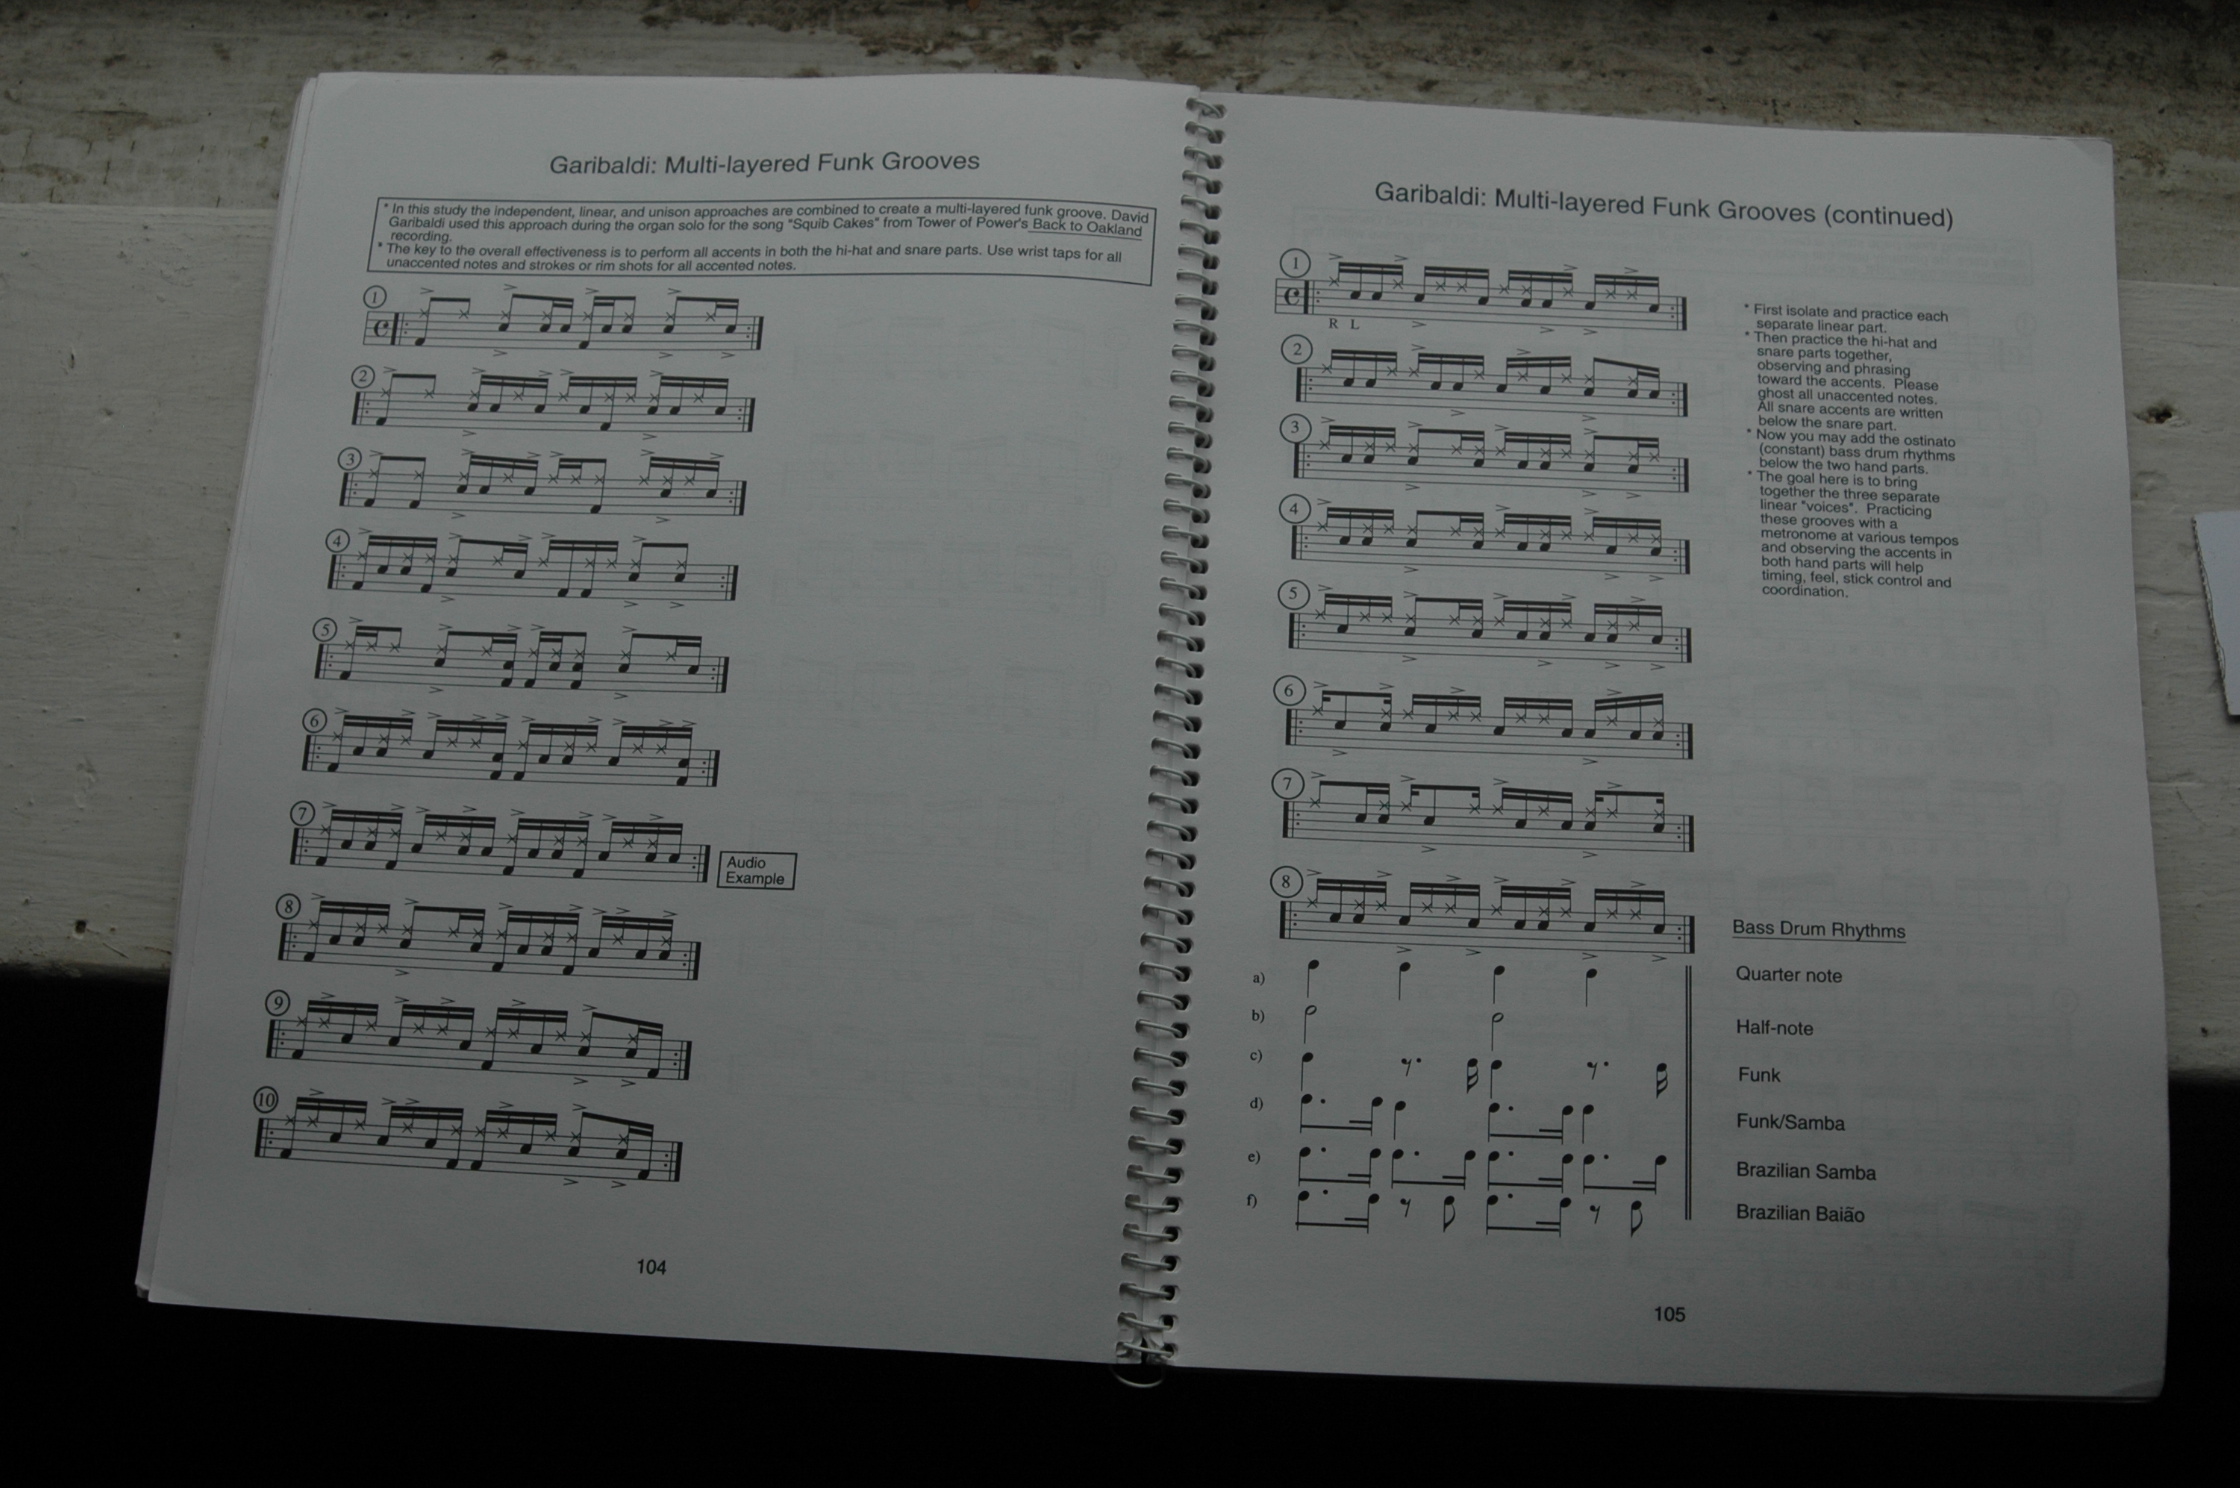 Garibaldi: Multi-layered Funk Grooves
* In this study the independent, linear, and unison approaches are combined to create a multi-layered funk groove. David
Garibaldi used this approach during the organ solo for the song "Squib Cakes" from Tower of Power's Back to Oakland
recording.
* The key to the overall effectiveness is to perform all accents in both the hi-hat and snare parts. Use wrist taps for all
unaccented notes and strokes or rim shots for all accented notes.
1
2
3
4
5
6
7
Audio
Example
8
9
10
104
Garibaldi: Multi-layered Funk Grooves (continued)
1
R L
2
3
4
5
6
7
8
* First isolate and practice each
separate linear part.
* Then practice the hi-hat and
snare parts together,
observing and phrasing
toward the accents. Please
ghost all unaccented notes.
All snare accents are written
below the snare part.
* Now you may add the ostinato
(constant) bass drum rhythms
below the two hand parts.
* The goal here is to bring
together the three separate
linear "voices". Practicing
these grooves with a
metronome at various tempos
and observing the accents in
both hand parts will help
timing, feel, stick control and
coordination.
Bass Drum Rhythms
a) Quarter note
b) Half-note
c) Funk
d) Funk/Samba
e) Brazilian Samba
f) Brazilian Baião
105